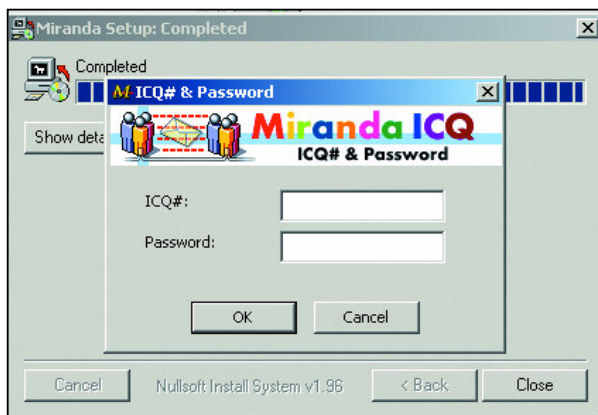 Miranda Setup: Completed
Completed
Show deta
M ICQ# & Password
Miranda ICQ
ICQ# & Password
ICQ#:
Password:
OK
Cancel
Cancel
Nullsoft Install System v1.96
< Back
Close